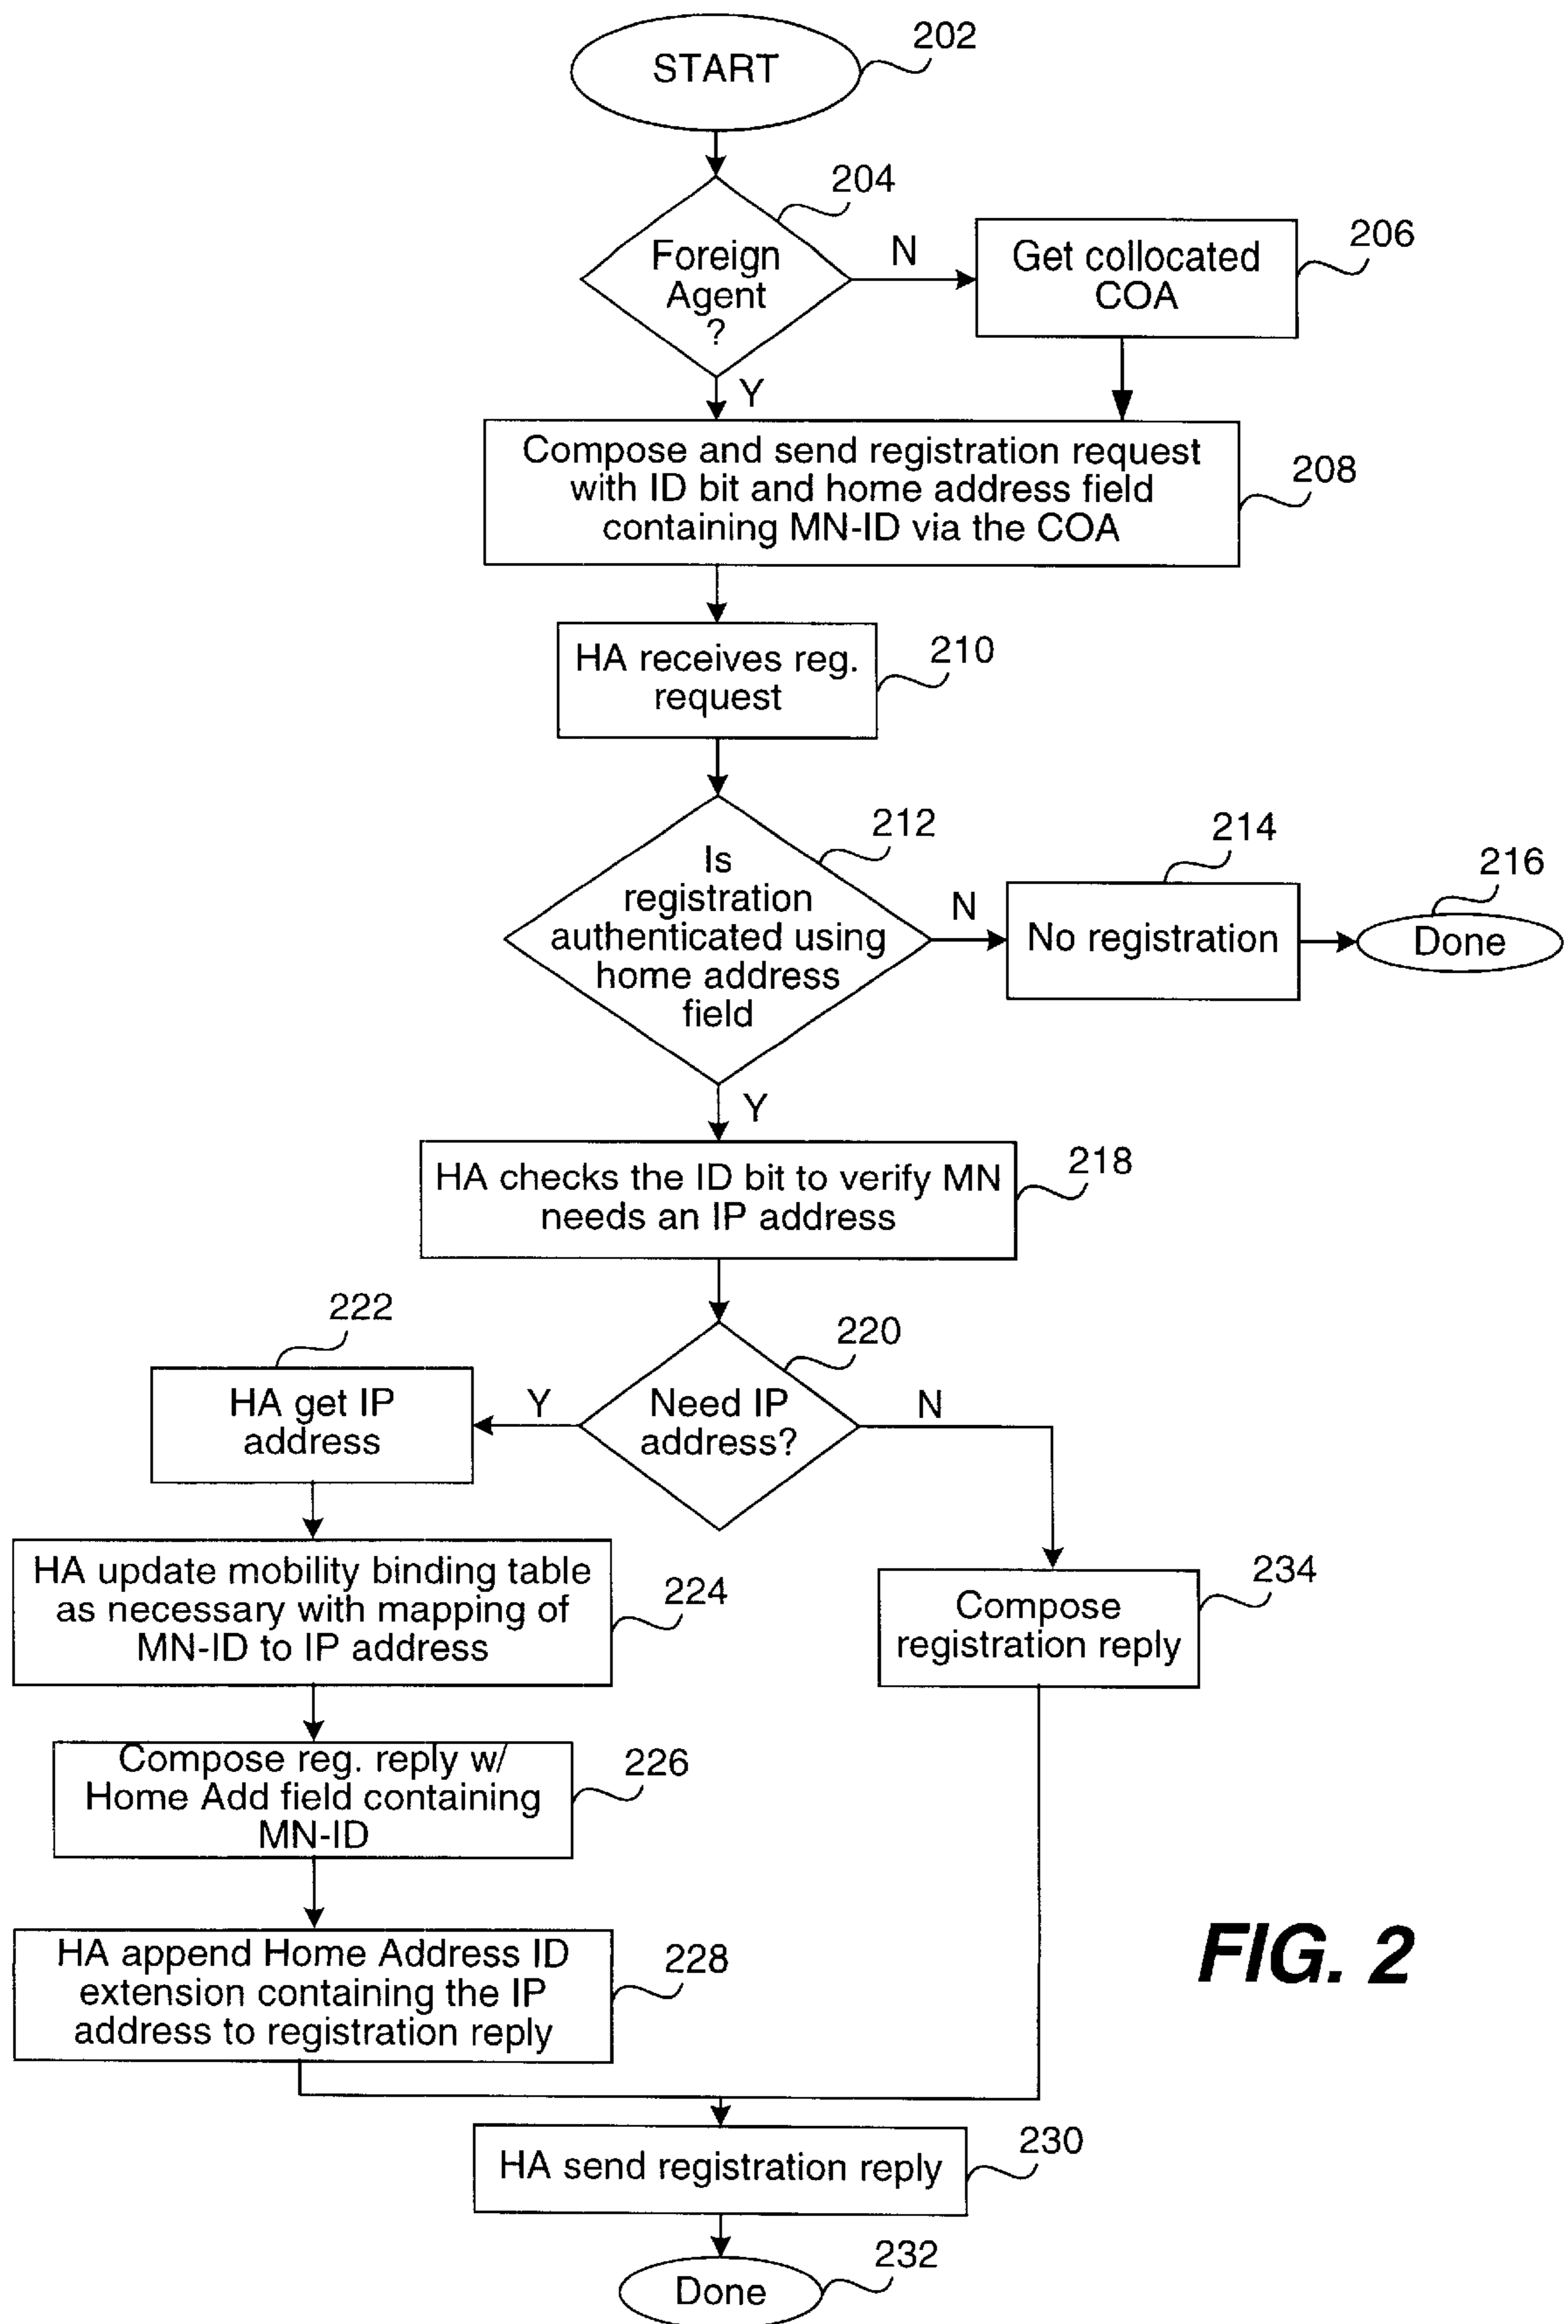 START
202
204
Foreign
Agent
?
N
Get collocated
COA
206
Y
Compose and send registration request
with ID bit and home address field
containing MN-ID via the COA
208
HA receives reg.
request
210
212
Is
registration
authenticated using
home address
field
N
214
No registration
216
Done
Y
HA checks the ID bit to verify MN
needs an IP address
218
220
Need IP
address?
Y
222
HA get IP
address
N
HA update mobility binding table
as necessary with mapping of
MN-ID to IP address
224
Compose
registration reply
234
Compose reg. reply w/
Home Add field containing
MN-ID
226
HA append Home Address ID
extension containing the IP
address to registration reply
228
FIG. 2
HA send registration reply
230
Done
232